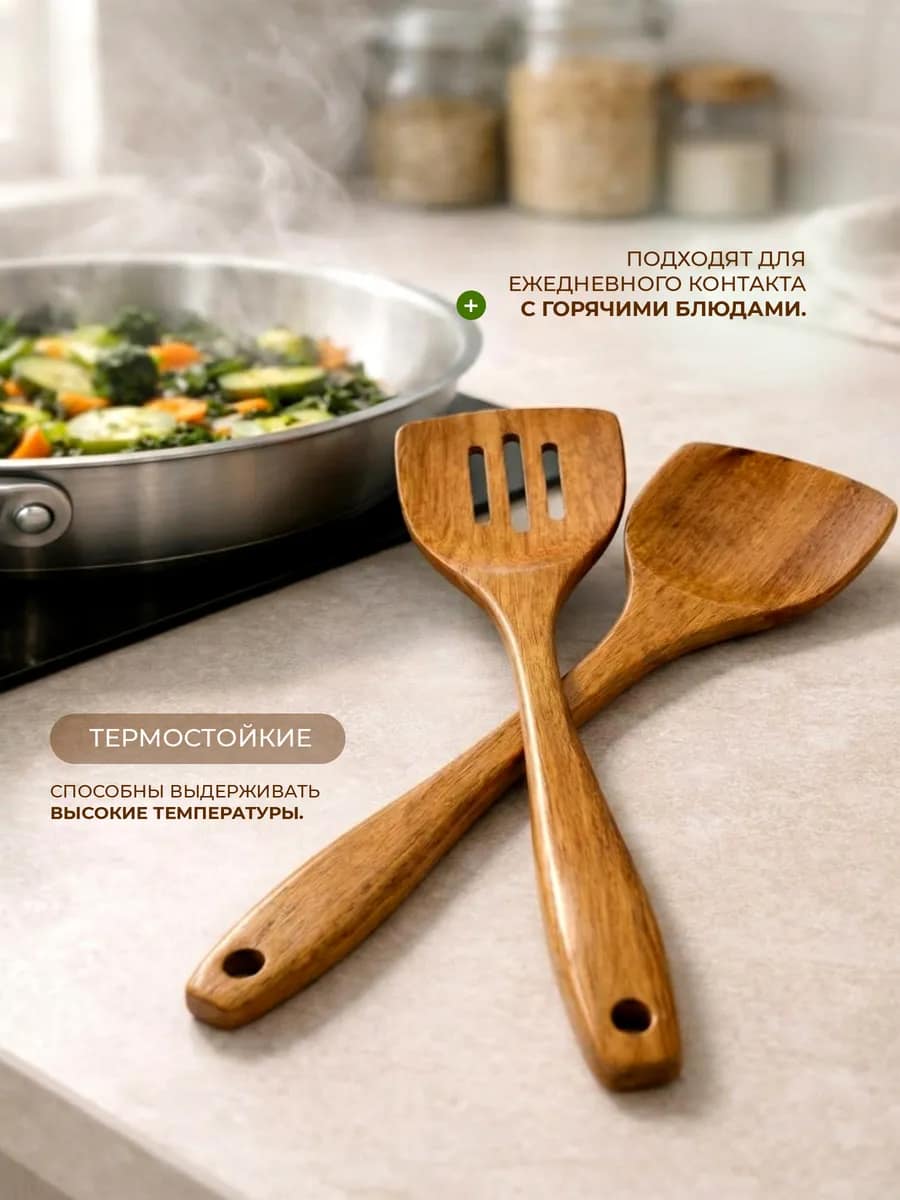 ПОДХОДЯТ ДЛЯ
ЕЖЕДНЕВНОГО КОНТАКТА
С ГОРЯЧИМИ БЛЮДАМИ.
ТЕРМОСТОЙКИЕ
СПОСОБНЫ ВЫДЕРЖИВАТЬ
ВЫСОКИЕ ТЕМПЕРАТУРЫ.